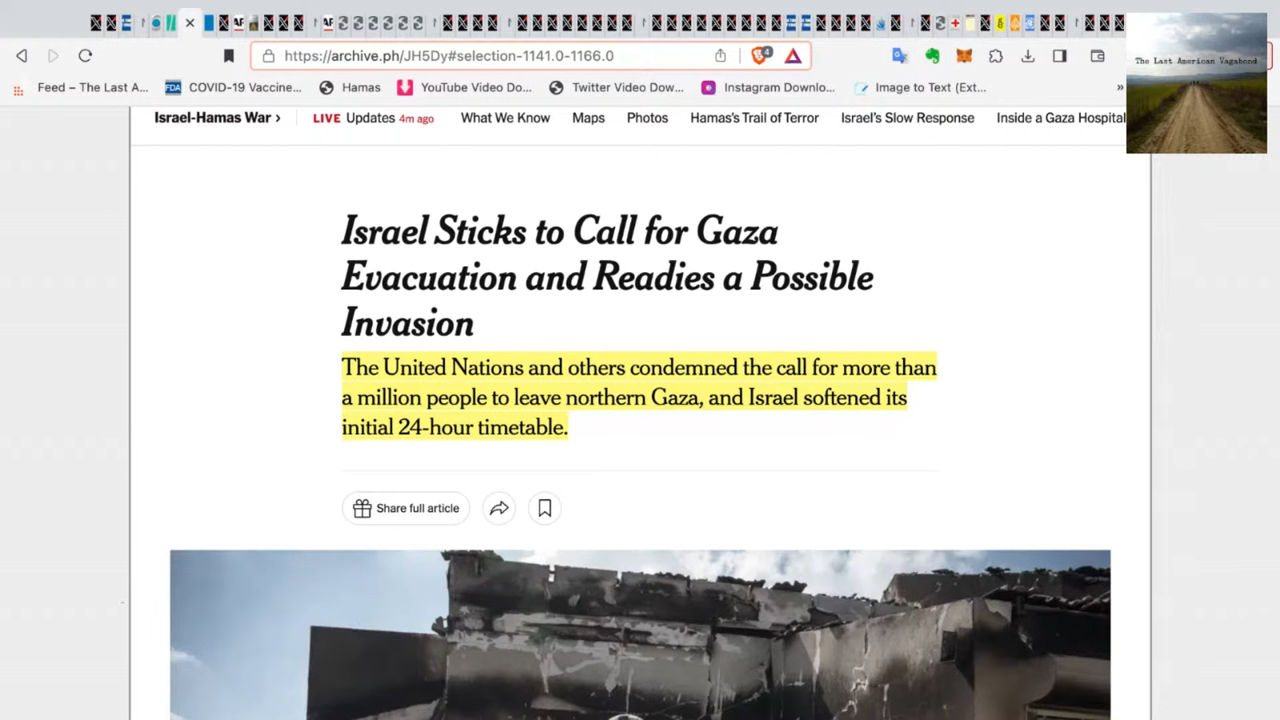 https://archive.ph/JH5Dy#selection-1141.0-1166.0
4
The Last American Vagabond
Feed – The Last A...
FDA
COVID-19 Vaccine...
Hamas
YouTube Video Do...
Twitter Video Dow...
Instagram Downlo...
Image to Text (Ext...
»
Israel-Hamas War ›
LIVE Updates 4m ago
What We Know
Maps
Photos
Hamas's Trail of Terror
Israel's Slow Response
Inside a Gaza Hospital
Israel Sticks to Call for Gaza
Evacuation and Readies a Possible
Invasion
The United Nations and others condemned the call for more than
a million people to leave northern Gaza, and Israel softened its
initial 24-hour timetable.
Share full article